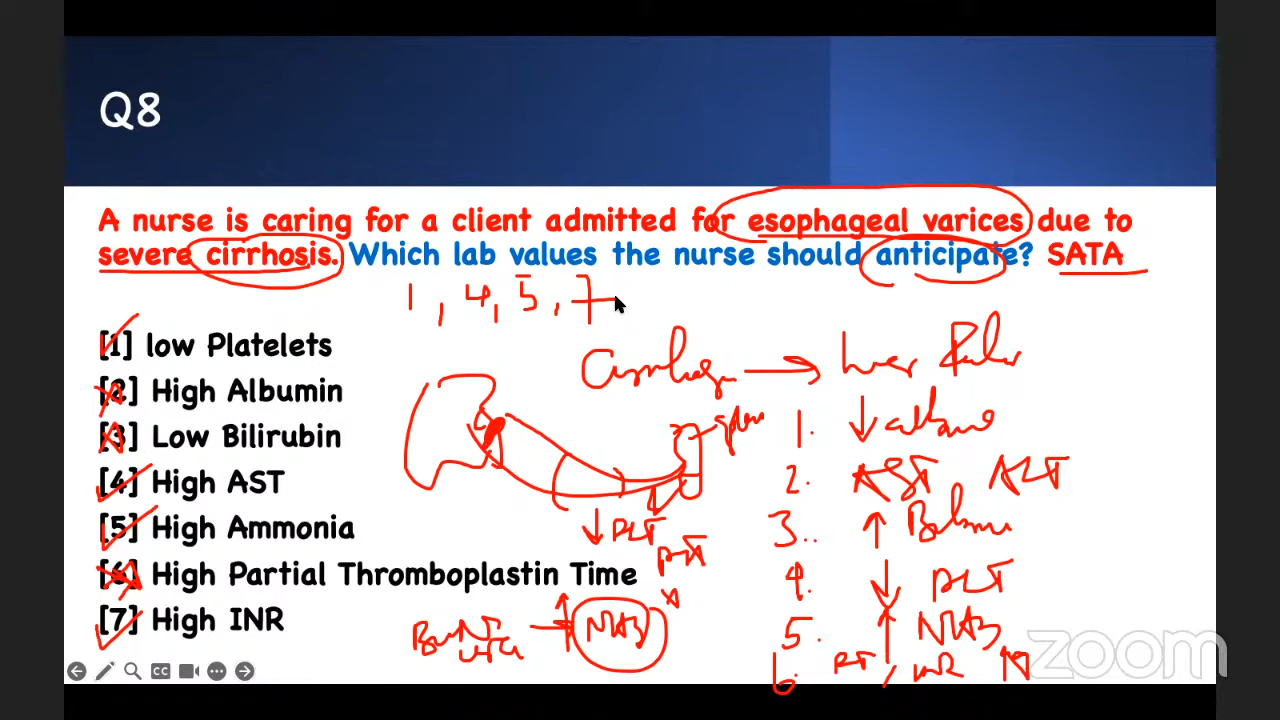 Q8
A nurse is caring for a client admitted for esophageal varices due to
severe cirrhosis. Which lab values the nurse should anticipate? SATA
1, 4, 5, 7
[1] low Platelets
[2] High Albumin
[3] Low Bilirubin
[4] High AST
[5] High Ammonia
[6] High Partial Thromboplastin Time
[7] High INR
↓ PLT
BUN
↑ NH3
1. ↓
2. AST ALT
3. ↑
4. ↓ PLT
5. ↑ NH3
6. PT / INR ↑
zoom